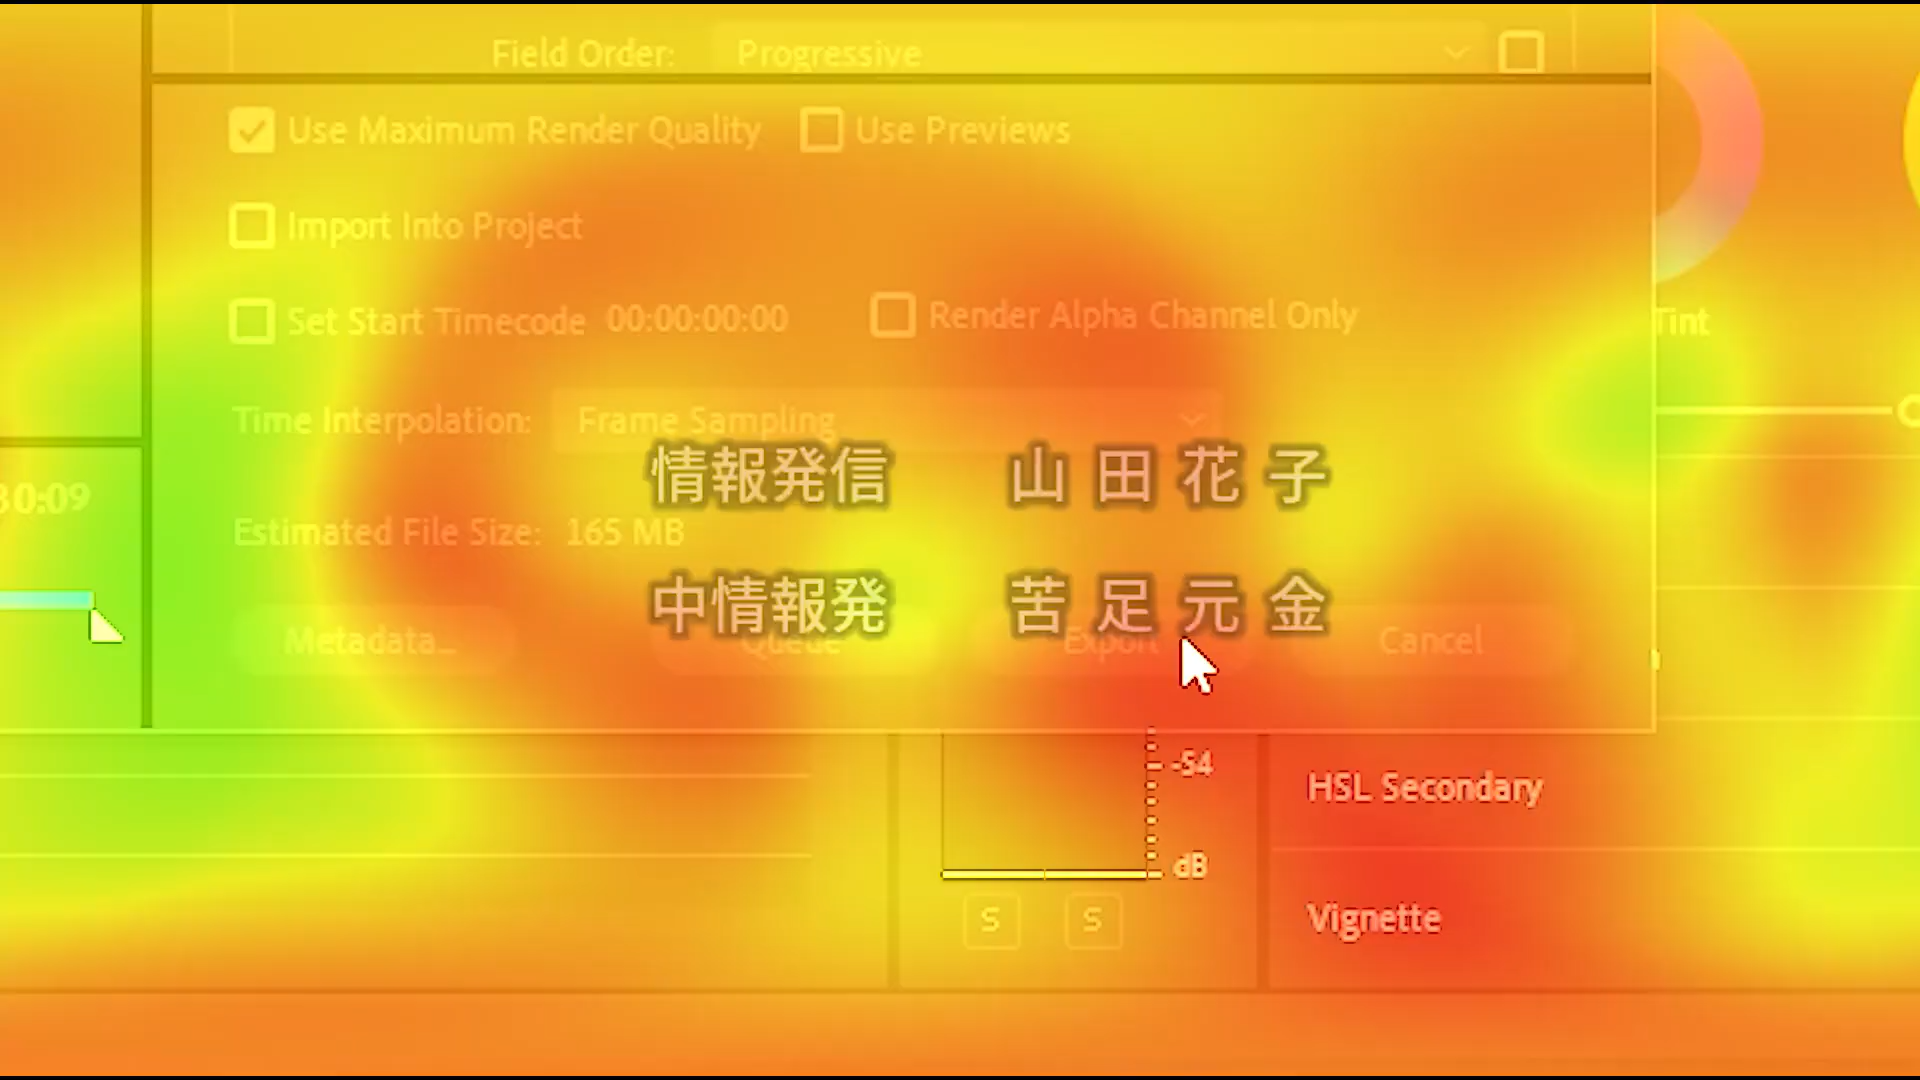 Field Order: Progressive
Use Maximum Render Quality Use Previews
Import Into Project
Set Start Timecode 00:00:00:00 Render Alpha Channel Only
Tint
Time Interpolation: Frame Sampling
情報発信 山田花子
30:09
Estimated File Size: 165 MB
中情報発 苦足元金
Metadata... Queue Export Cancel
-54
HSL Secondary
dB
S S
Vignette